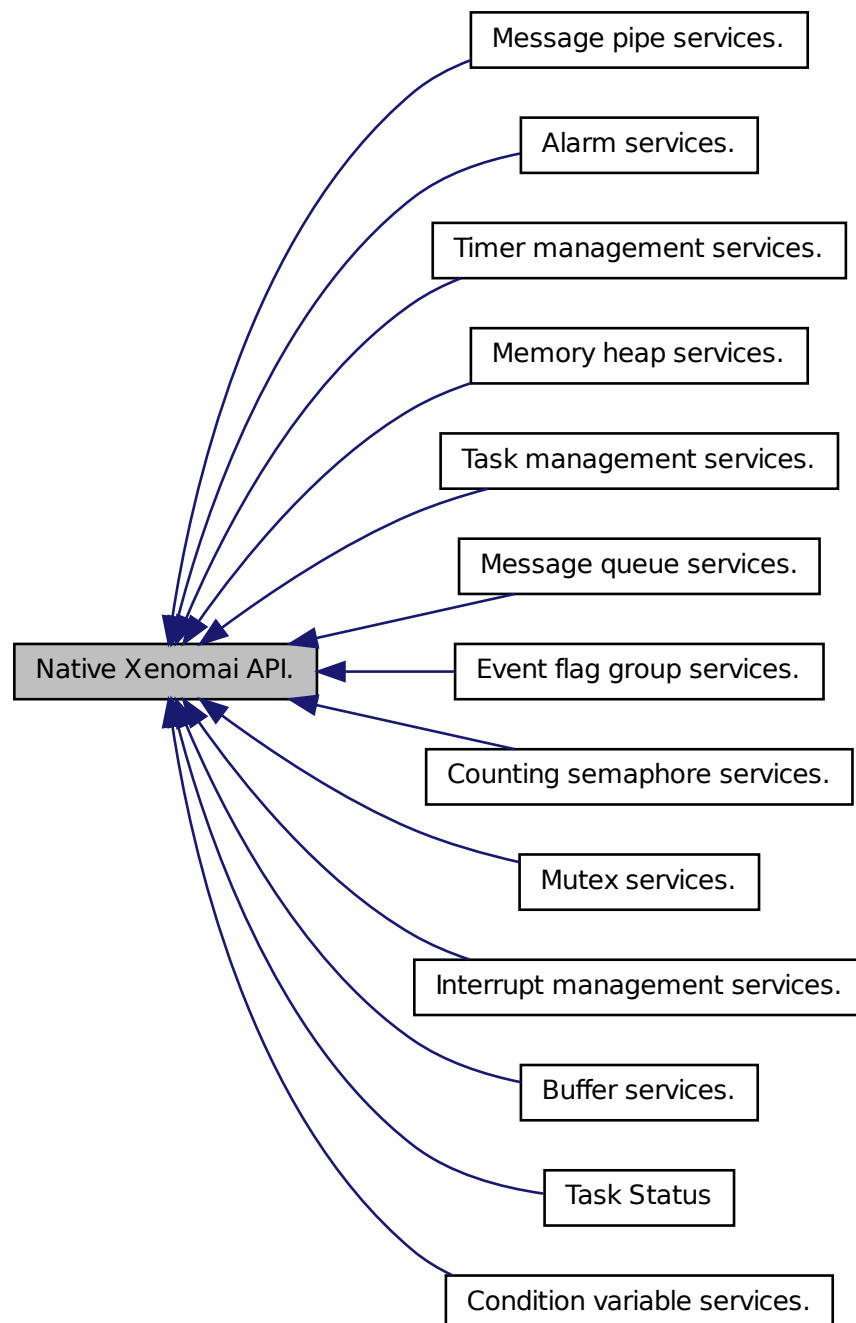 Message pipe services.
Alarm services.
Timer management services.
Memory heap services.
Task management services.
Message queue services.
Native Xenomai API.
Event flag group services.
Counting semaphore services.
Mutex services.
Interrupt management services.
Buffer services.
Task Status
Condition variable services.